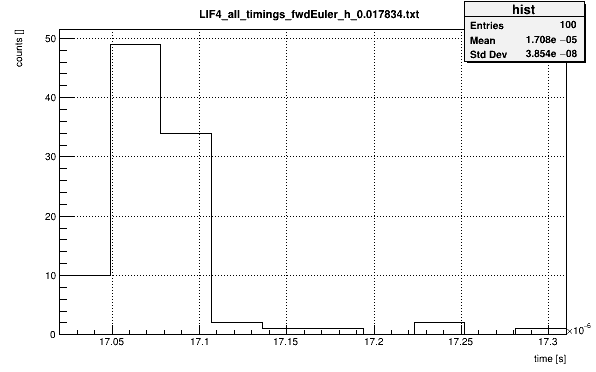 LIF4_all_timings_fwdEuler_h_0.017834.txt
hist
Entries 100
Mean 1.708e −05
Std Dev 3.854e −08
counts []
50
40
30
20
10
0
17.05 17.1 17.15 17.2 17.25 17.3
×10⁻⁶
time [s]